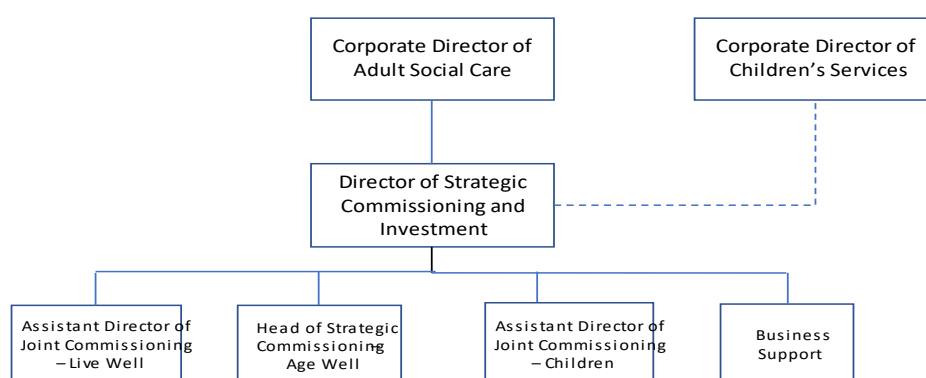 Corporate Director of
Adult Social Care
Corporate Director of
Children’s Services
Director of Strategic
Commissioning and
Investment
Assistant Director of
Joint Commissioning
– Live Well
Head of Strategic
Commissioning –
Age Well
Assistant Director of
Joint Commissioning
– Children
Business
Support